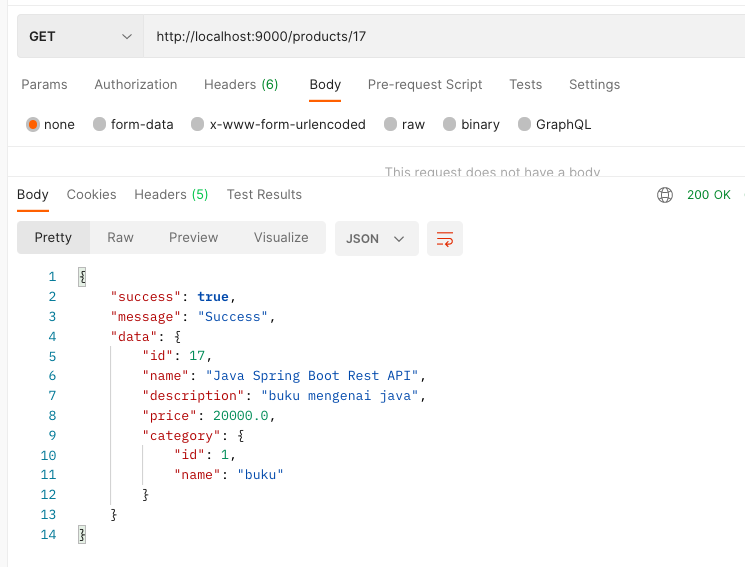 GET http://localhost:9000/products/17
Params Authorization Headers (6) Body Pre-request Script Tests Settings
none form-data x-www-form-urlencoded raw binary GraphQL
This request does not have a body
Body Cookies Headers (5) Test Results 200 OK
Pretty Raw Preview Visualize JSON
1 {
2 "success": true,
3 "message": "Success",
4 "data": {
5 "id": 17,
6 "name": "Java Spring Boot Rest API",
7 "description": "buku mengenai java",
8 "price": 20000.0,
9 "category": {
10 "id": 1,
11 "name": "buku"
12 }
13 }
14 }